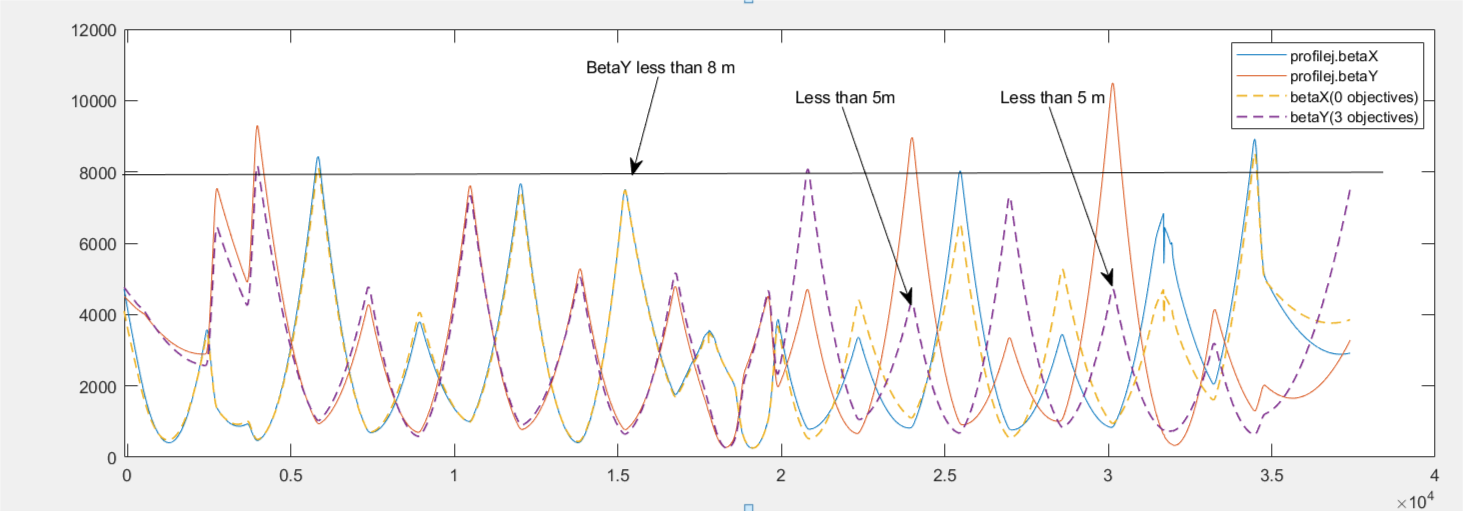 12000
10000
8000
6000
4000
2000
0
BetaY less than 8 m
Less than 5m
Less than 5 m
profilej.betaX
profilej.betaY
betaX(0 objectives)
betaY(3 objectives)
0 0.5 1 1.5 2 2.5 3 3.5 4
×10⁴